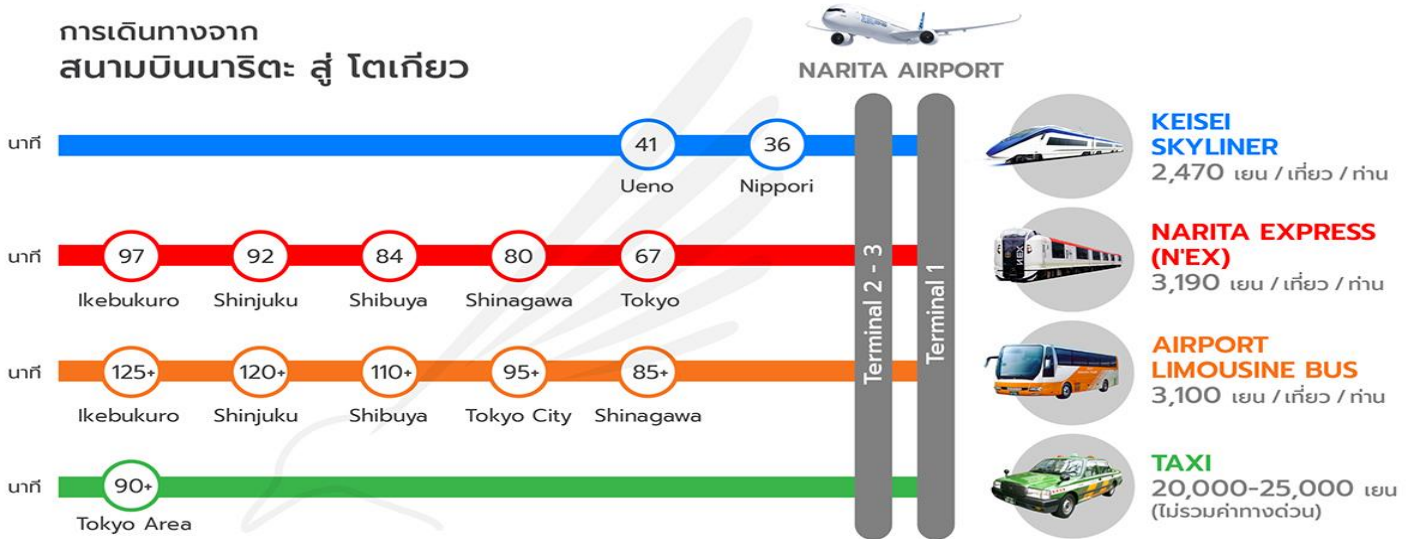 การเดินทางจาก
สนามบินนาริตะ สู่ โตเกียว
NARITA AIRPORT
นาที
41
36
Ueno
Nippori
KEISEI
SKYLINER
2,470 เยน / เที่ยว / ท่าน
นาที
97
92
84
80
67
Ikebukuro
Shinjuku
Shibuya
Shinagawa
Tokyo
NARITA EXPRESS
(N'EX)
3,190 เยน / เที่ยว / ท่าน
Terminal 2 - 3
Terminal 1
นาที
125+
120+
110+
95+
85+
Ikebukuro
Shinjuku
Shibuya
Tokyo City
Shinagawa
AIRPORT
LIMOUSINE BUS
3,100 เยน / เที่ยว / ท่าน
นาที
90+
Tokyo Area
TAXI
20,000-25,000 เยน
(ไม่รวมค่าทางด่วน)